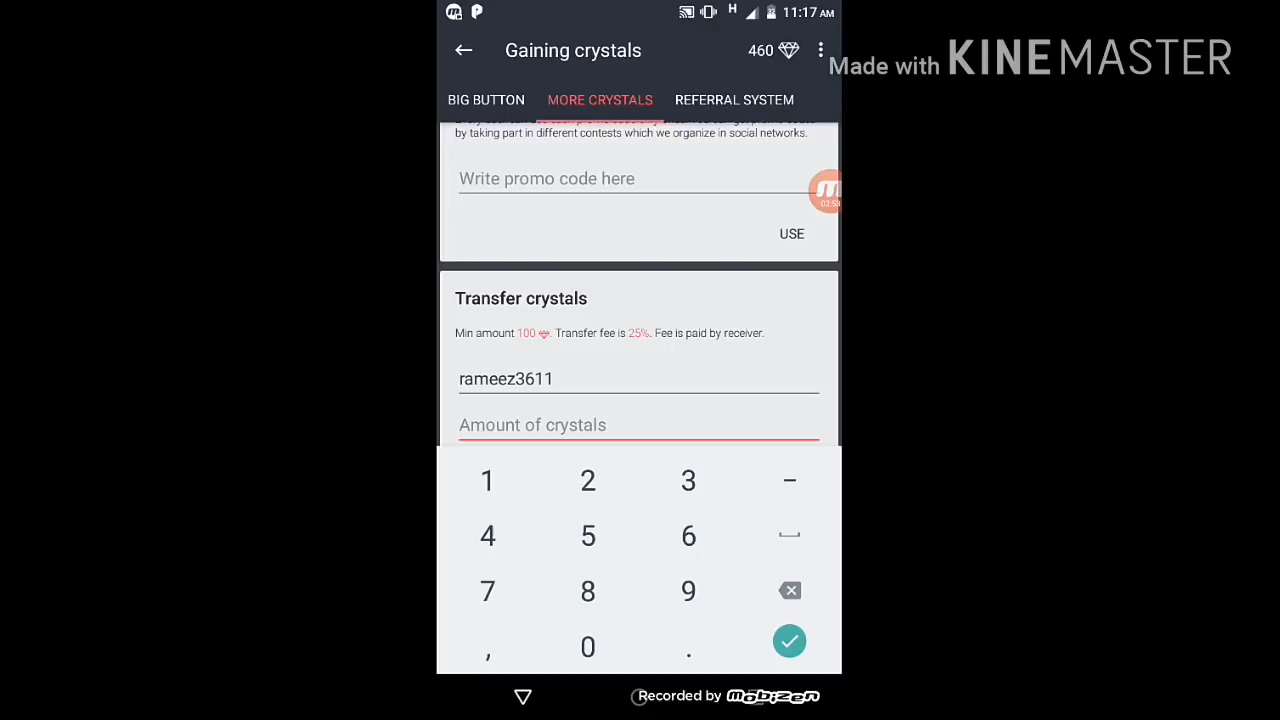 11:17 AM
Gaining crystals 460
Made with KINEMASTER
BIG BUTTON MORE CRYSTALS REFERRAL SYSTEM
by taking part in different contests which we organize in social networks.
Write promo code here
02:53
USE
Transfer crystals
Min amount 100 . Transfer fee is 25%. Fee is paid by receiver.
rameez3611
Amount of crystals
1 2 3 -
4 5 6
7 8 9
, 0 .
Recorded by mobizen